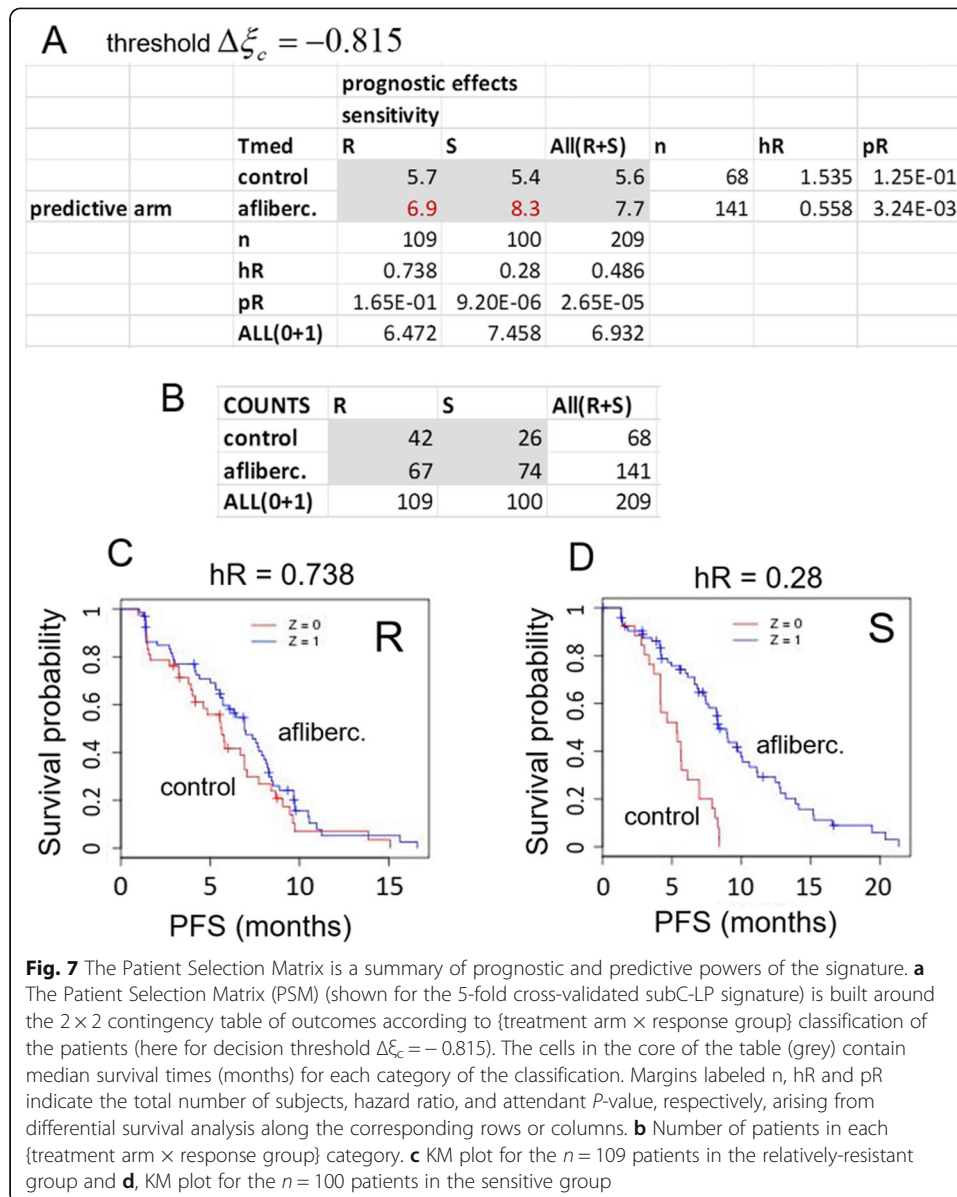 A threshold Δξc = −0.815
prognostic effects
sensitivity
Tmed R S All(R+S) n hR pR
control 5.7 5.4 5.6 68 1.535 1.25E-01
predictive arm afliberc. 6.9 8.3 7.7 141 0.558 3.24E-03
n 109 100 209
hR 0.738 0.28 0.486
pR 1.65E-01 9.20E-06 2.65E-05
ALL(0+1) 6.472 7.458 6.932
B
COUNTS R S All(R+S)
control 42 26 68
afliberc. 67 74 141
ALL(0+1) 109 100 209
C
hR = 0.738
Survival probability
1
0.8
0.6
0.4
0.2
0
Z = 0
Z = 1
R
afliberc.
control
0 5 10 15
PFS (months)
D
hR = 0.28
Survival probability
1
0.8
0.6
0.4
0.2
0
Z = 0
Z = 1
S
afliberc.
control
0 5 10 15 20
PFS (months)
Fig. 7 The Patient Selection Matrix is a summary of prognostic and predictive powers of the signature. a
The Patient Selection Matrix (PSM) (shown for the 5-fold cross-validated subC-LP signature) is built around
the 2 × 2 contingency table of outcomes according to {treatment arm × response group} classification of
the patients (here for decision threshold Δξc = − 0.815). The cells in the core of the table (grey) contain
median survival times (months) for each category of the classification. Margins labeled n, hR and pR
indicate the total number of subjects, hazard ratio, and attendant P-value, respectively, arising from
differential survival analysis along the corresponding rows or columns. b Number of patients in each
{treatment arm × response group} category. c KM plot for the n = 109 patients in the relatively-resistant
group and d, KM plot for the n = 100 patients in the sensitive group